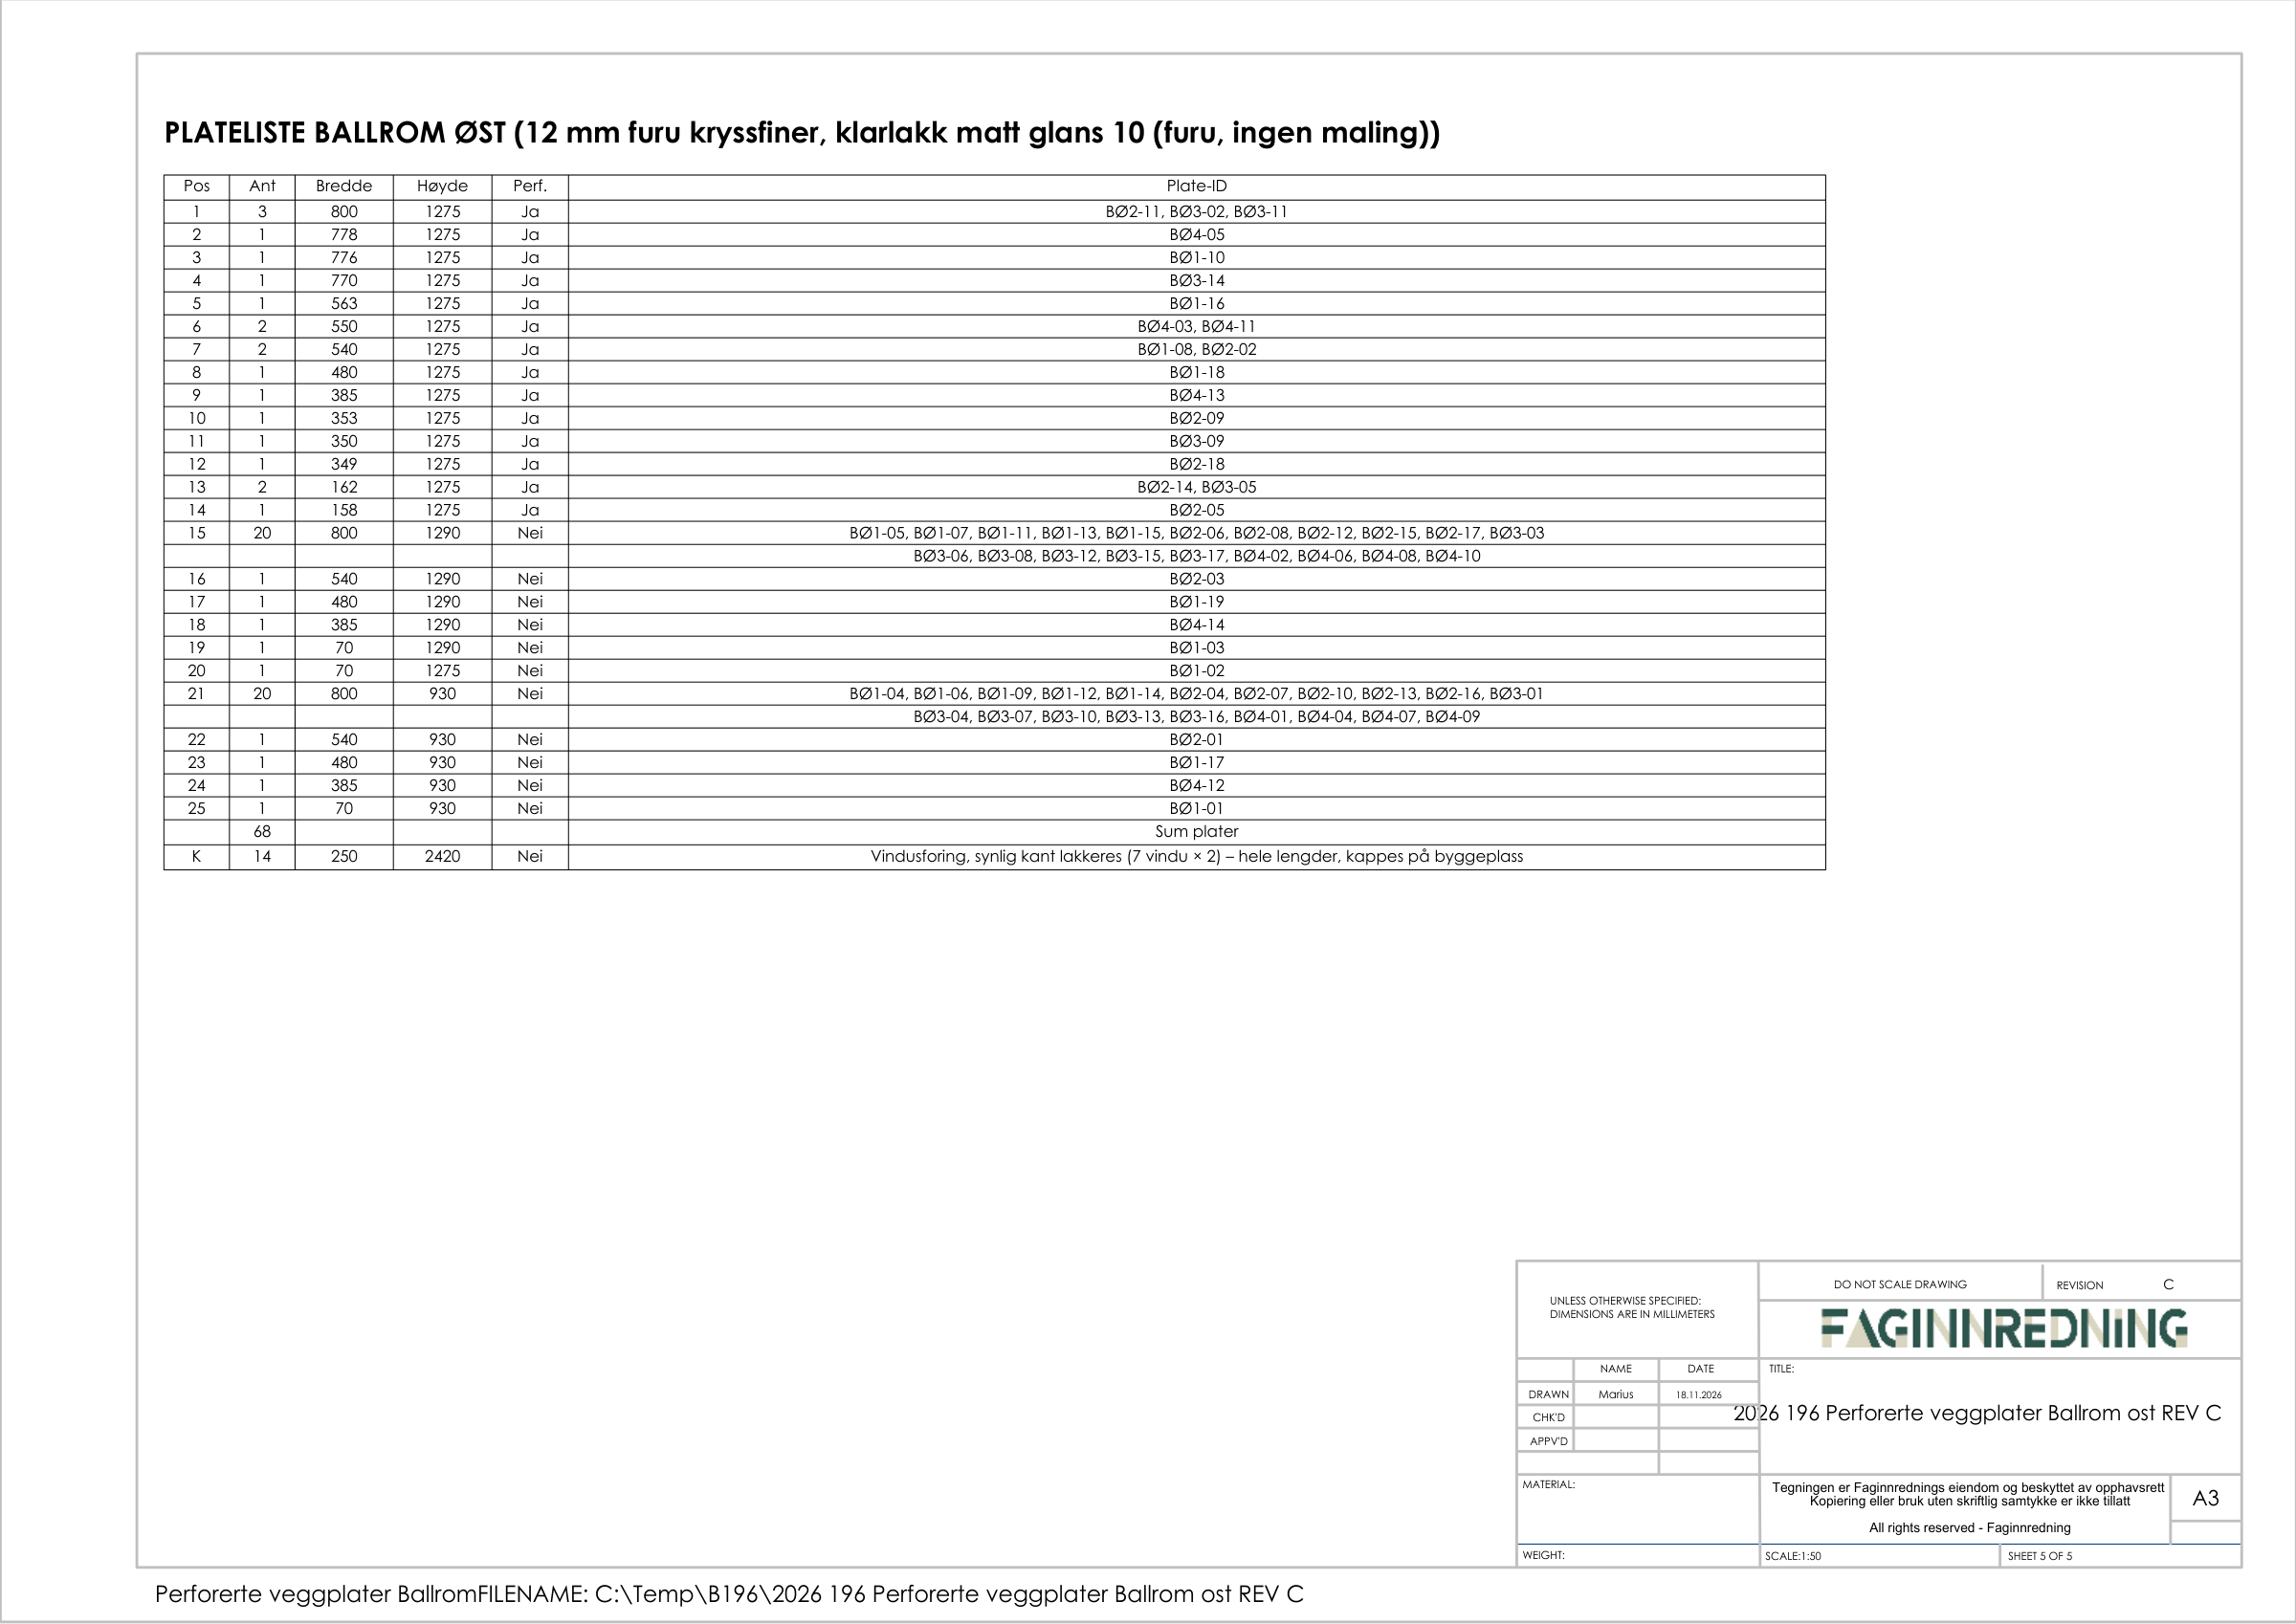 PLATELISTE BALLROM ØST (12 mm furu kryssfiner, klarlakk matt glans 10 (furu, ingen maling))
Pos Ant Bredde Høyde Perf. Plate-ID
1 3 800 1275 Ja BØ2-11, BØ3-02, BØ3-11
2 1 778 1275 Ja BØ4-05
3 1 776 1275 Ja BØ1-10
4 1 770 1275 Ja BØ3-14
5 1 563 1275 Ja BØ1-16
6 2 550 1275 Ja BØ4-03, BØ4-11
7 2 540 1275 Ja BØ1-08, BØ2-02
8 1 480 1275 Ja BØ1-18
9 1 385 1275 Ja BØ4-13
10 1 353 1275 Ja BØ2-09
11 1 350 1275 Ja BØ3-09
12 1 349 1275 Ja BØ2-18
13 2 162 1275 Ja BØ2-14, BØ3-05
14 1 158 1275 Ja BØ2-05
15 20 800 1290 Nei BØ1-05, BØ1-07, BØ1-11, BØ1-13, BØ1-15, BØ2-06, BØ2-08, BØ2-12, BØ2-15, BØ2-17, BØ3-03
BØ3-06, BØ3-08, BØ3-12, BØ3-15, BØ3-17, BØ4-02, BØ4-06, BØ4-08, BØ4-10
16 1 540 1290 Nei BØ2-03
17 1 480 1290 Nei BØ1-19
18 1 385 1290 Nei BØ4-14
19 1 70 1290 Nei BØ1-03
20 1 70 1275 Nei BØ1-02
21 20 800 930 Nei BØ1-04, BØ1-06, BØ1-09, BØ1-12, BØ1-14, BØ2-04, BØ2-07, BØ2-10, BØ2-13, BØ2-16, BØ3-01
BØ3-04, BØ3-07, BØ3-10, BØ3-13, BØ3-16, BØ4-01, BØ4-04, BØ4-07, BØ4-09
22 1 540 930 Nei BØ2-01
23 1 480 930 Nei BØ1-17
24 1 385 930 Nei BØ4-12
25 1 70 930 Nei BØ1-01
68 Sum plater
K 14 250 2420 Nei Vindusforing, synlig kant lakkeres (7 vindu × 2) – hele lengder, kappes på byggeplass
UNLESS OTHERWISE SPECIFIED:
DIMENSIONS ARE IN MILLIMETERS
DO NOT SCALE DRAWING
REVISION C
FAGINNREDNING
NAME DATE
DRAWN Marius 18.11.2026
CHK'D
APPV'D
TITLE:
2026 196 Perforerte veggplater Ballrom ost REV C
MATERIAL:
Tegningen er Faginnrednings eiendom og beskyttet av opphavsrett
Kopiering eller bruk uten skriftlig samtykke er ikke tillatt
All rights reserved - Faginnredning
A3
WEIGHT:
SCALE:1:50
SHEET 5 OF 5
Perforerte veggplater BallromFILENAME: C:\Temp\B196\2026 196 Perforerte veggplater Ballrom ost REV C